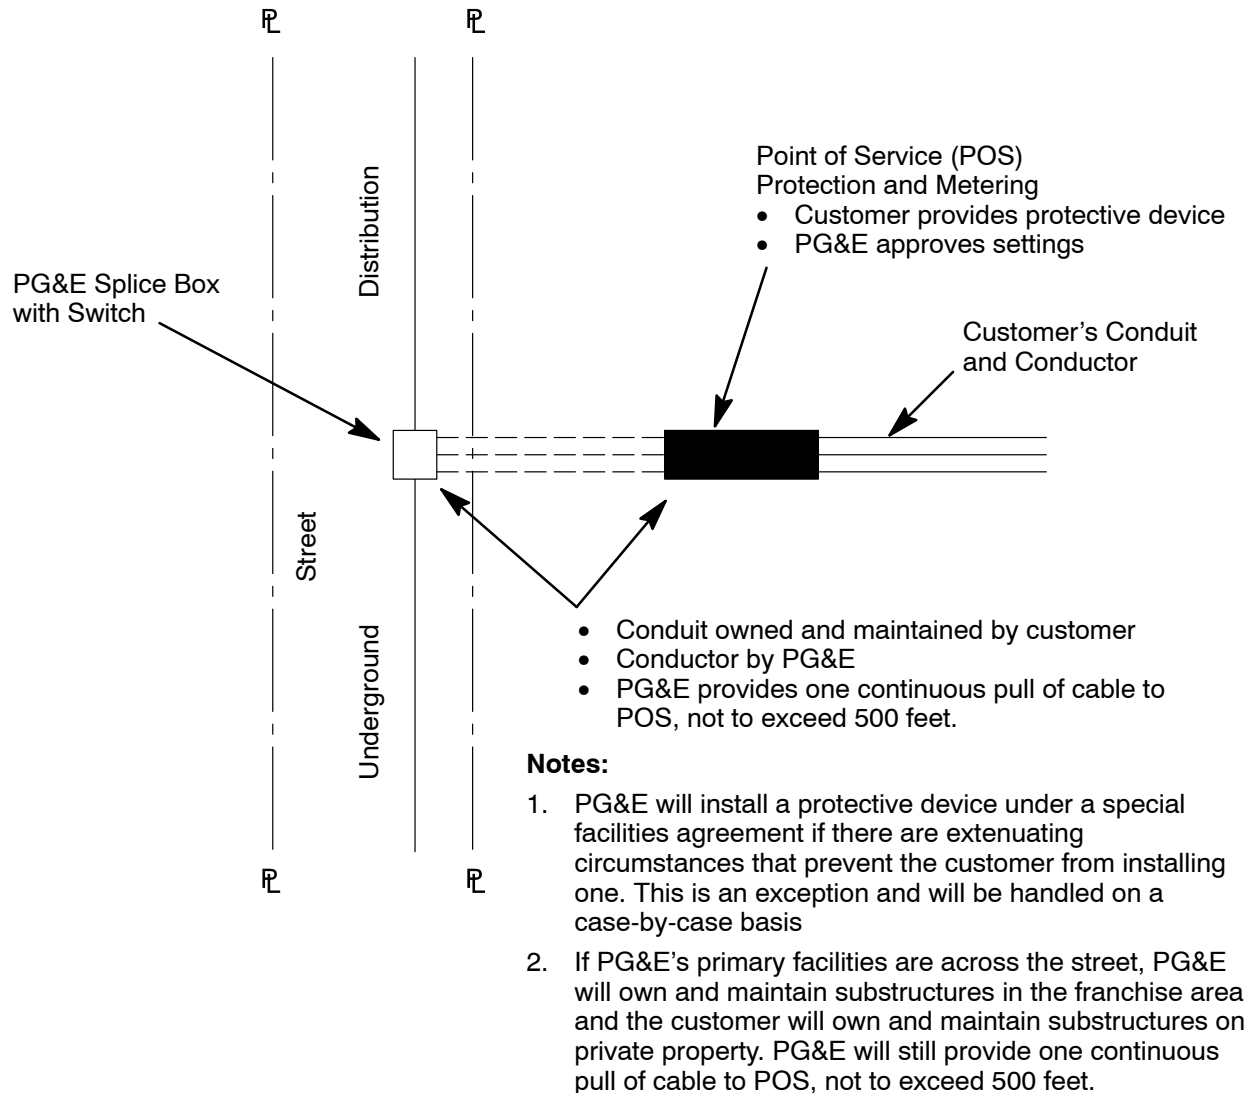 PL PL
Point of Service (POS)
Protection and Metering
• Customer provides protective device
• PG&E approves settings
Distribution
PG&E Splice Box
with Switch
Customer’s Conduit
and Conductor
Street
Underground
• Conduit owned and maintained by customer
• Conductor by PG&E
• PG&E provides one continuous pull of cable to
POS, not to exceed 500 feet.
Notes:
1. PG&E will install a protective device under a special
facilities agreement if there are extenuating
circumstances that prevent the customer from installing
one. This is an exception and will be handled on a
case-by-case basis
2. If PG&E’s primary facilities are across the street, PG&E
will own and maintain substructures in the franchise area
and the customer will own and maintain substructures on
private property. PG&E will still provide one continuous
pull of cable to POS, not to exceed 500 feet.
PL PL